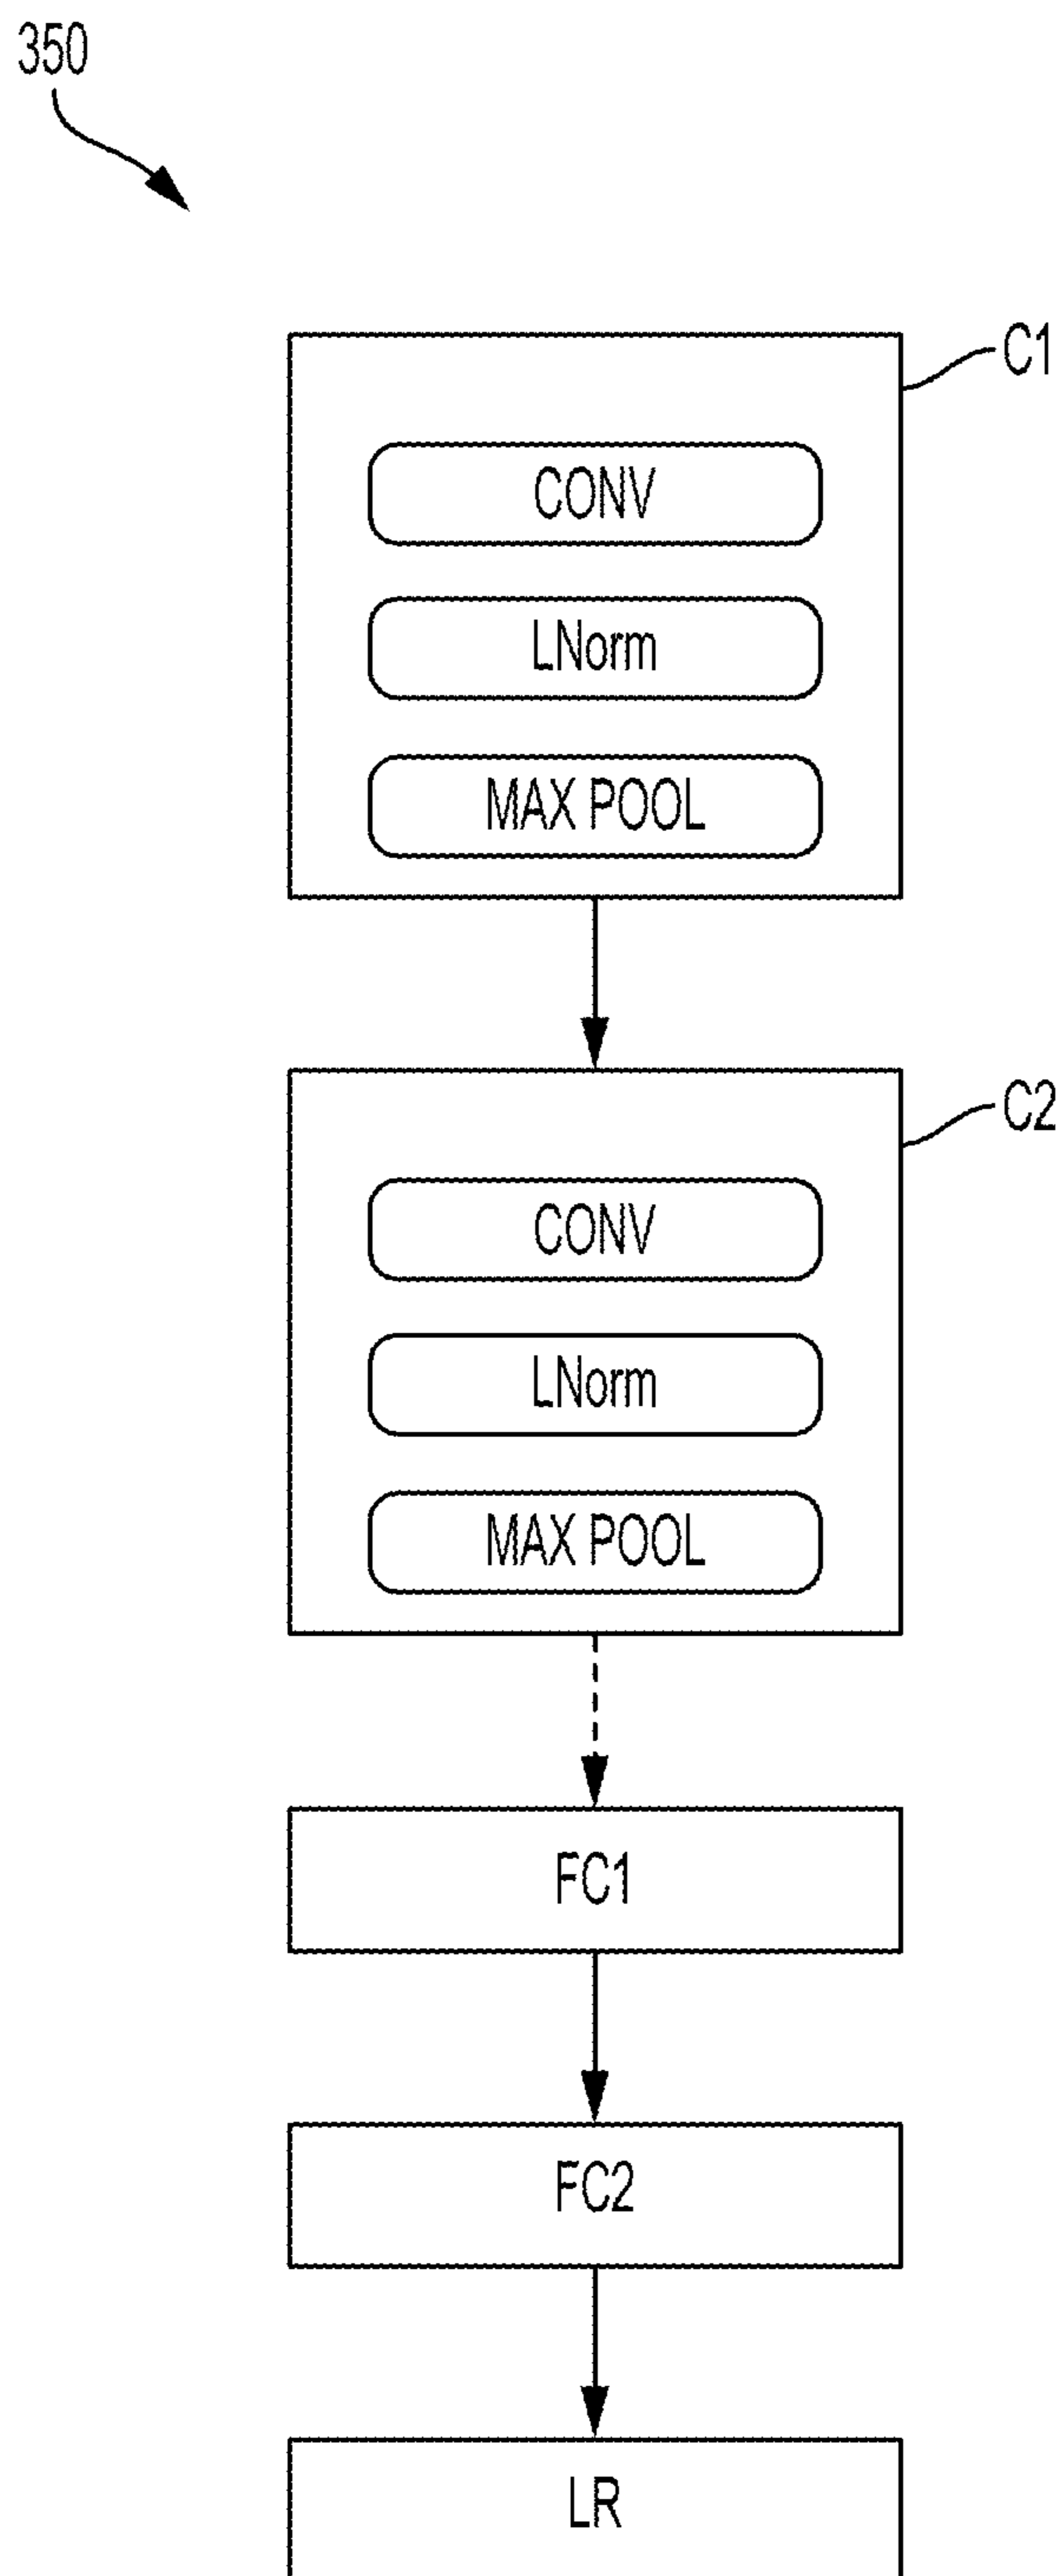 350
C1
CONV
LNorm
MAX POOL
C2
CONV
LNorm
MAX POOL
FC1
FC2
LR